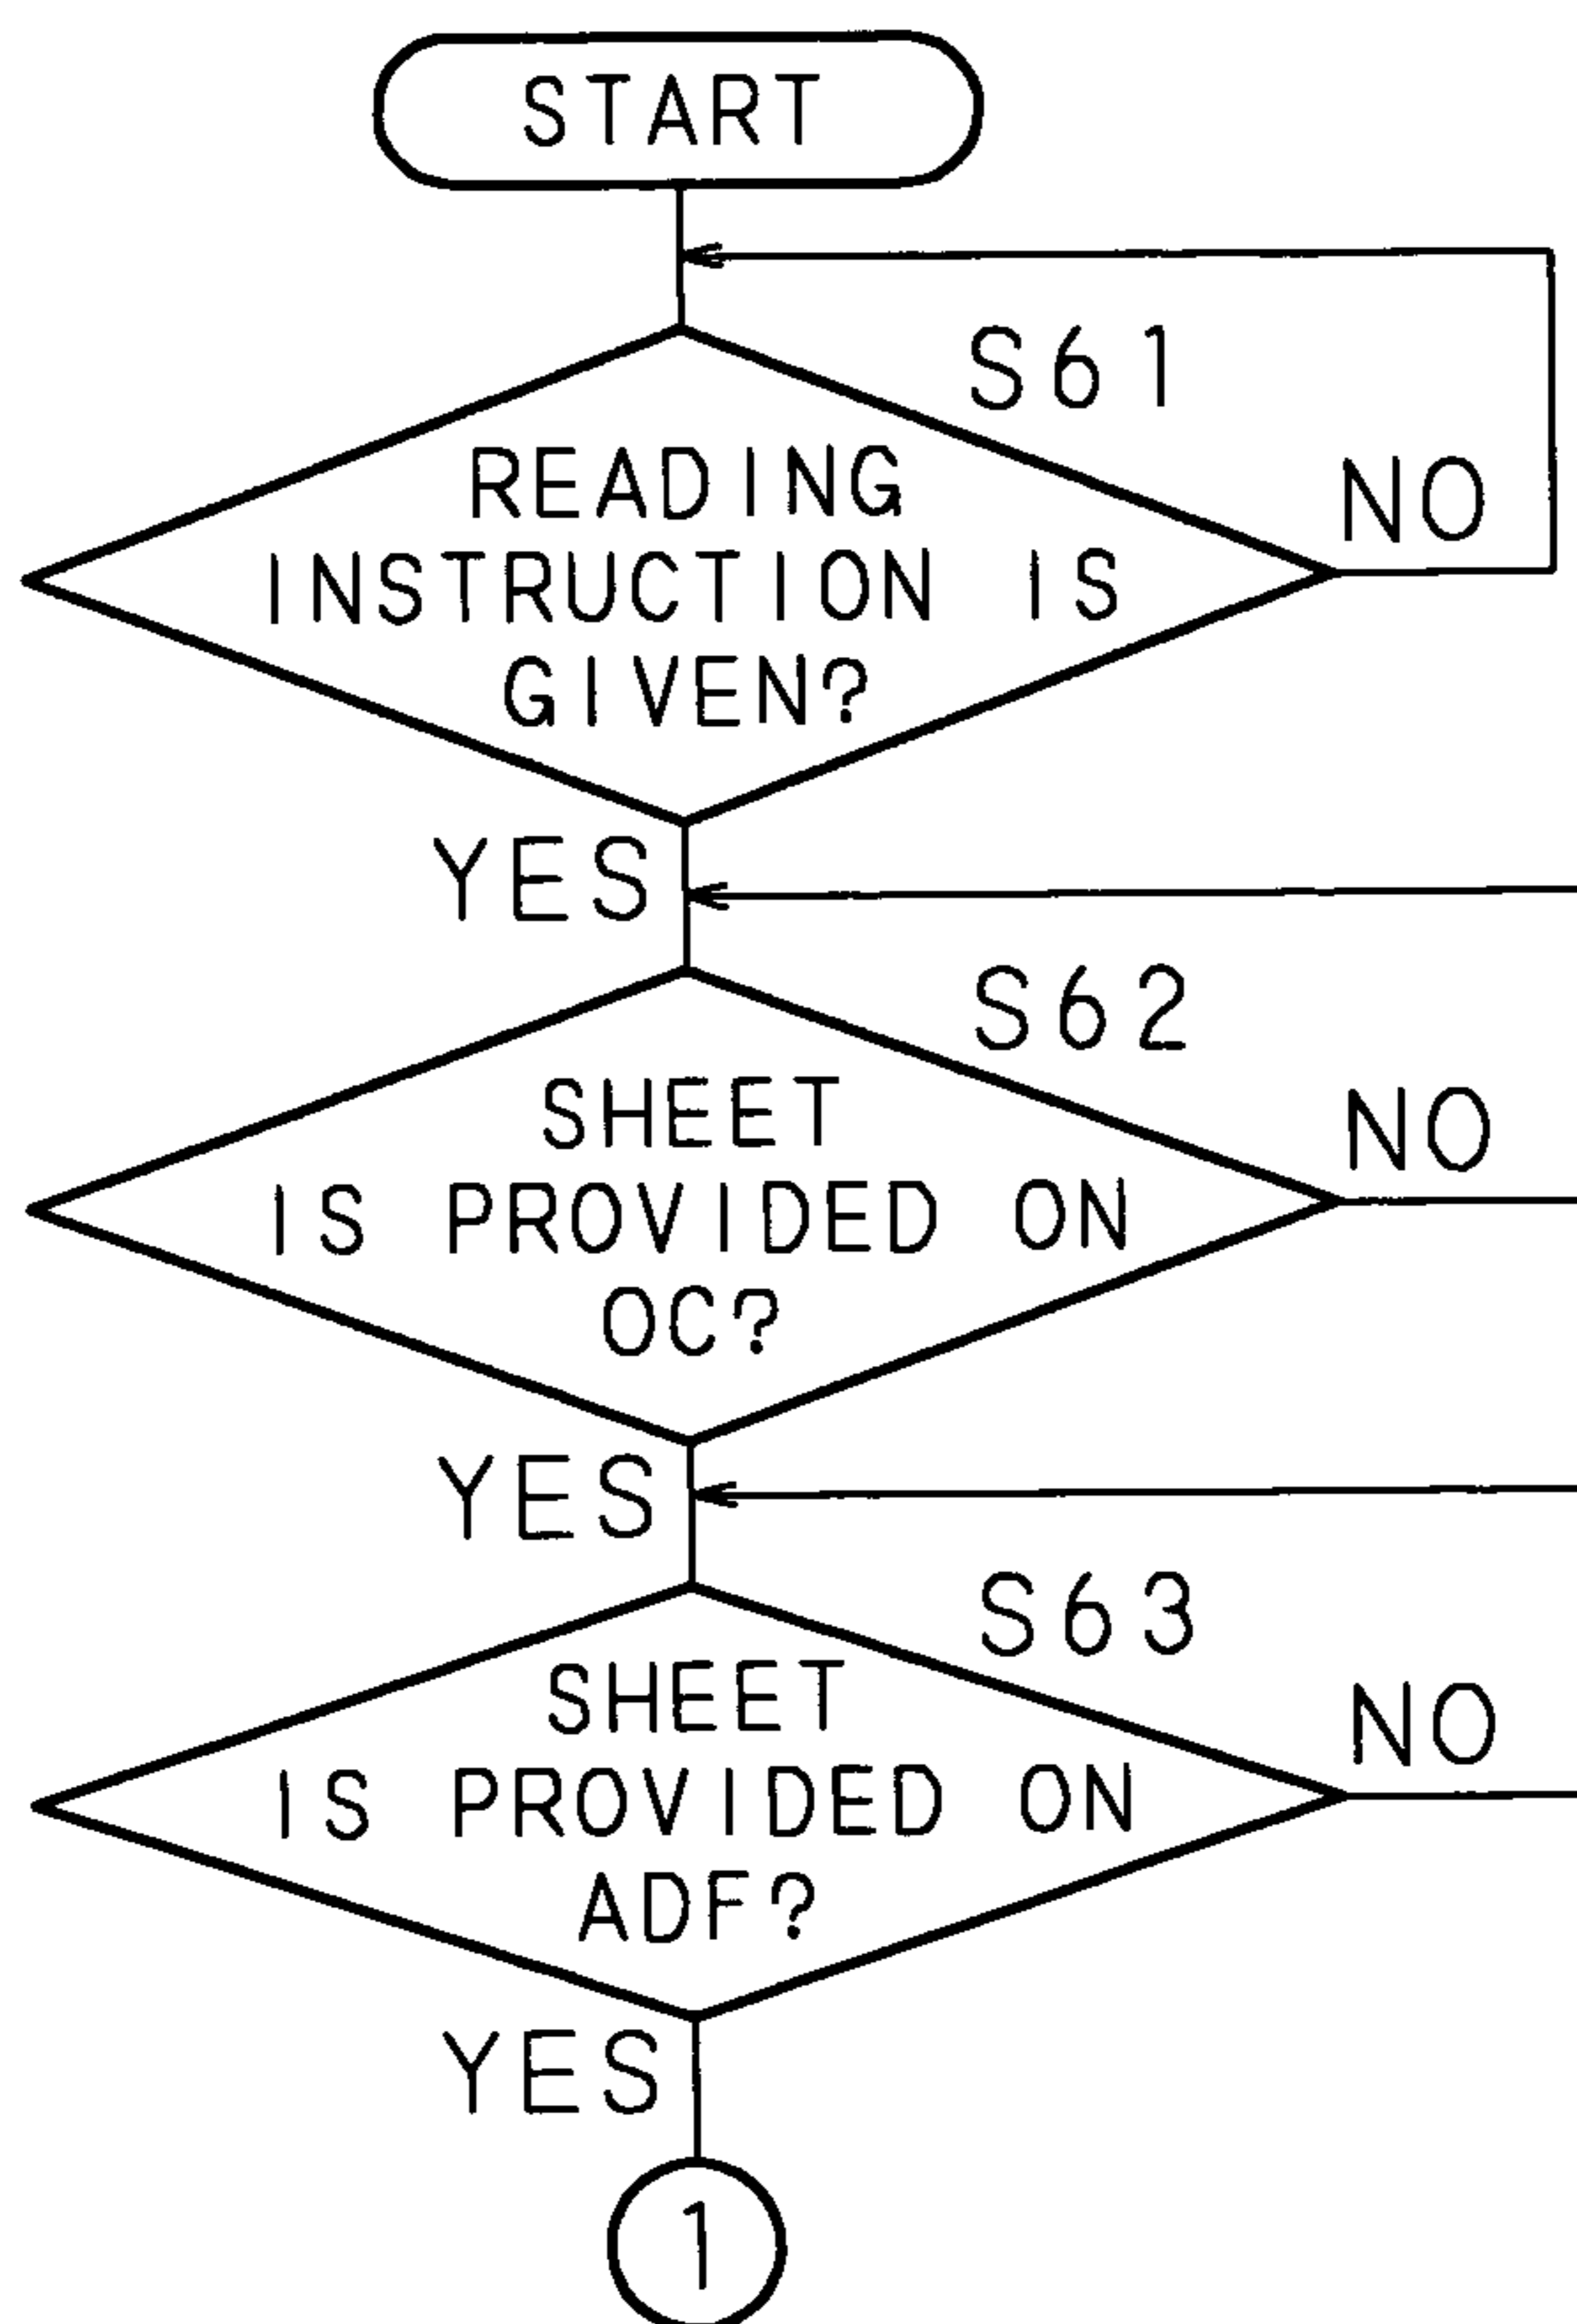 START
S61
READING
INSTRUCTION IS
GIVEN?
NO
YES
S62
SHEET
IS PROVIDED ON
OC?
NO
YES
S63
SHEET
IS PROVIDED ON
ADF?
NO
YES
1